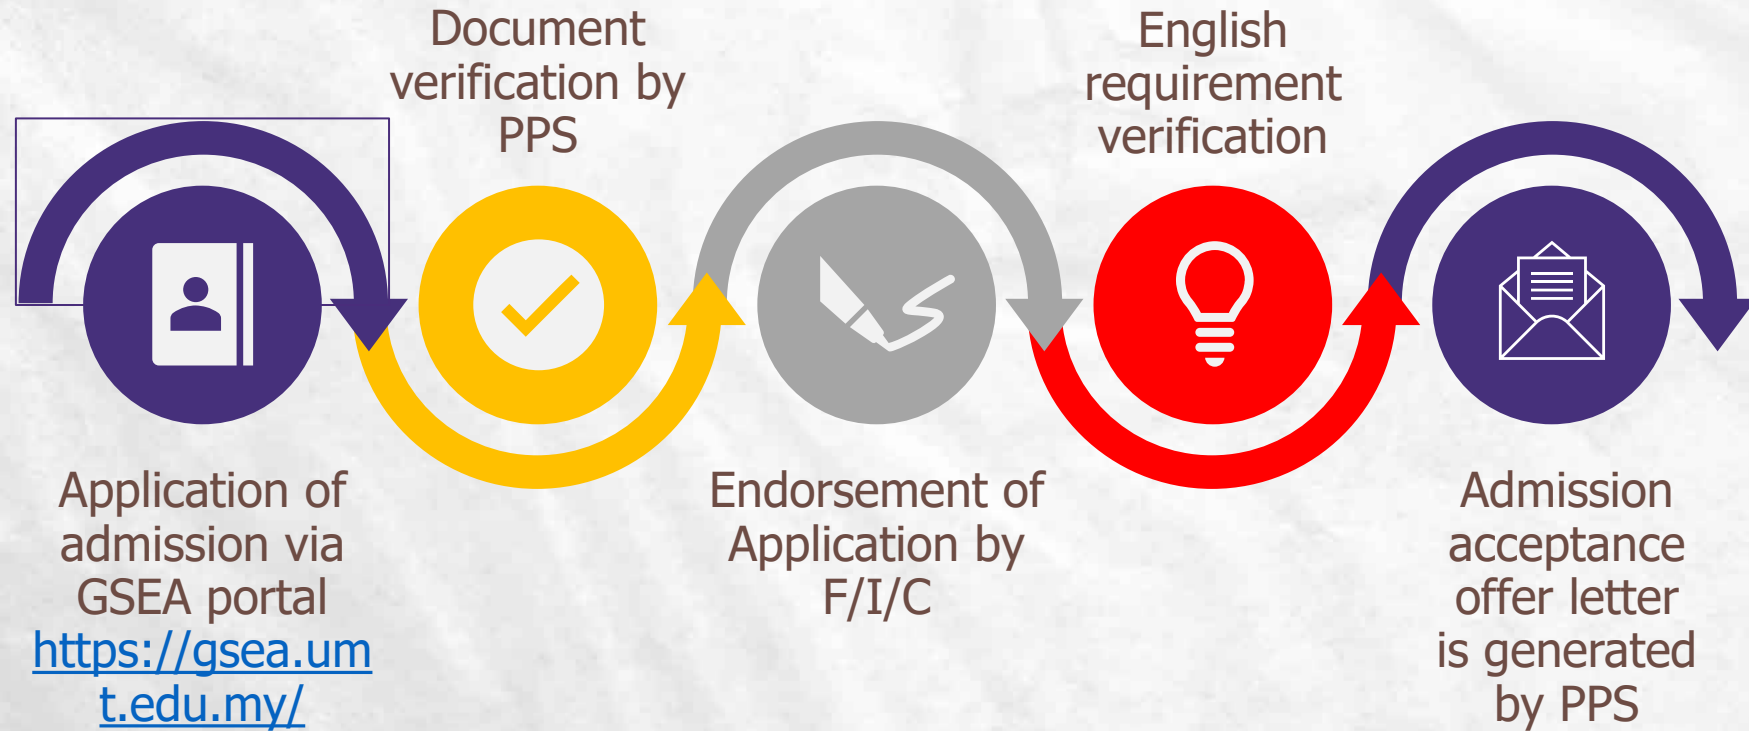 Application of
admission via
GSEA portal
https://gsea.um
t.edu.my/
Document
verification by
PPS
Endorsement of
Application by
F/I/C
English
requirement
verification
Admission
acceptance
offer letter
is generated
by PPS